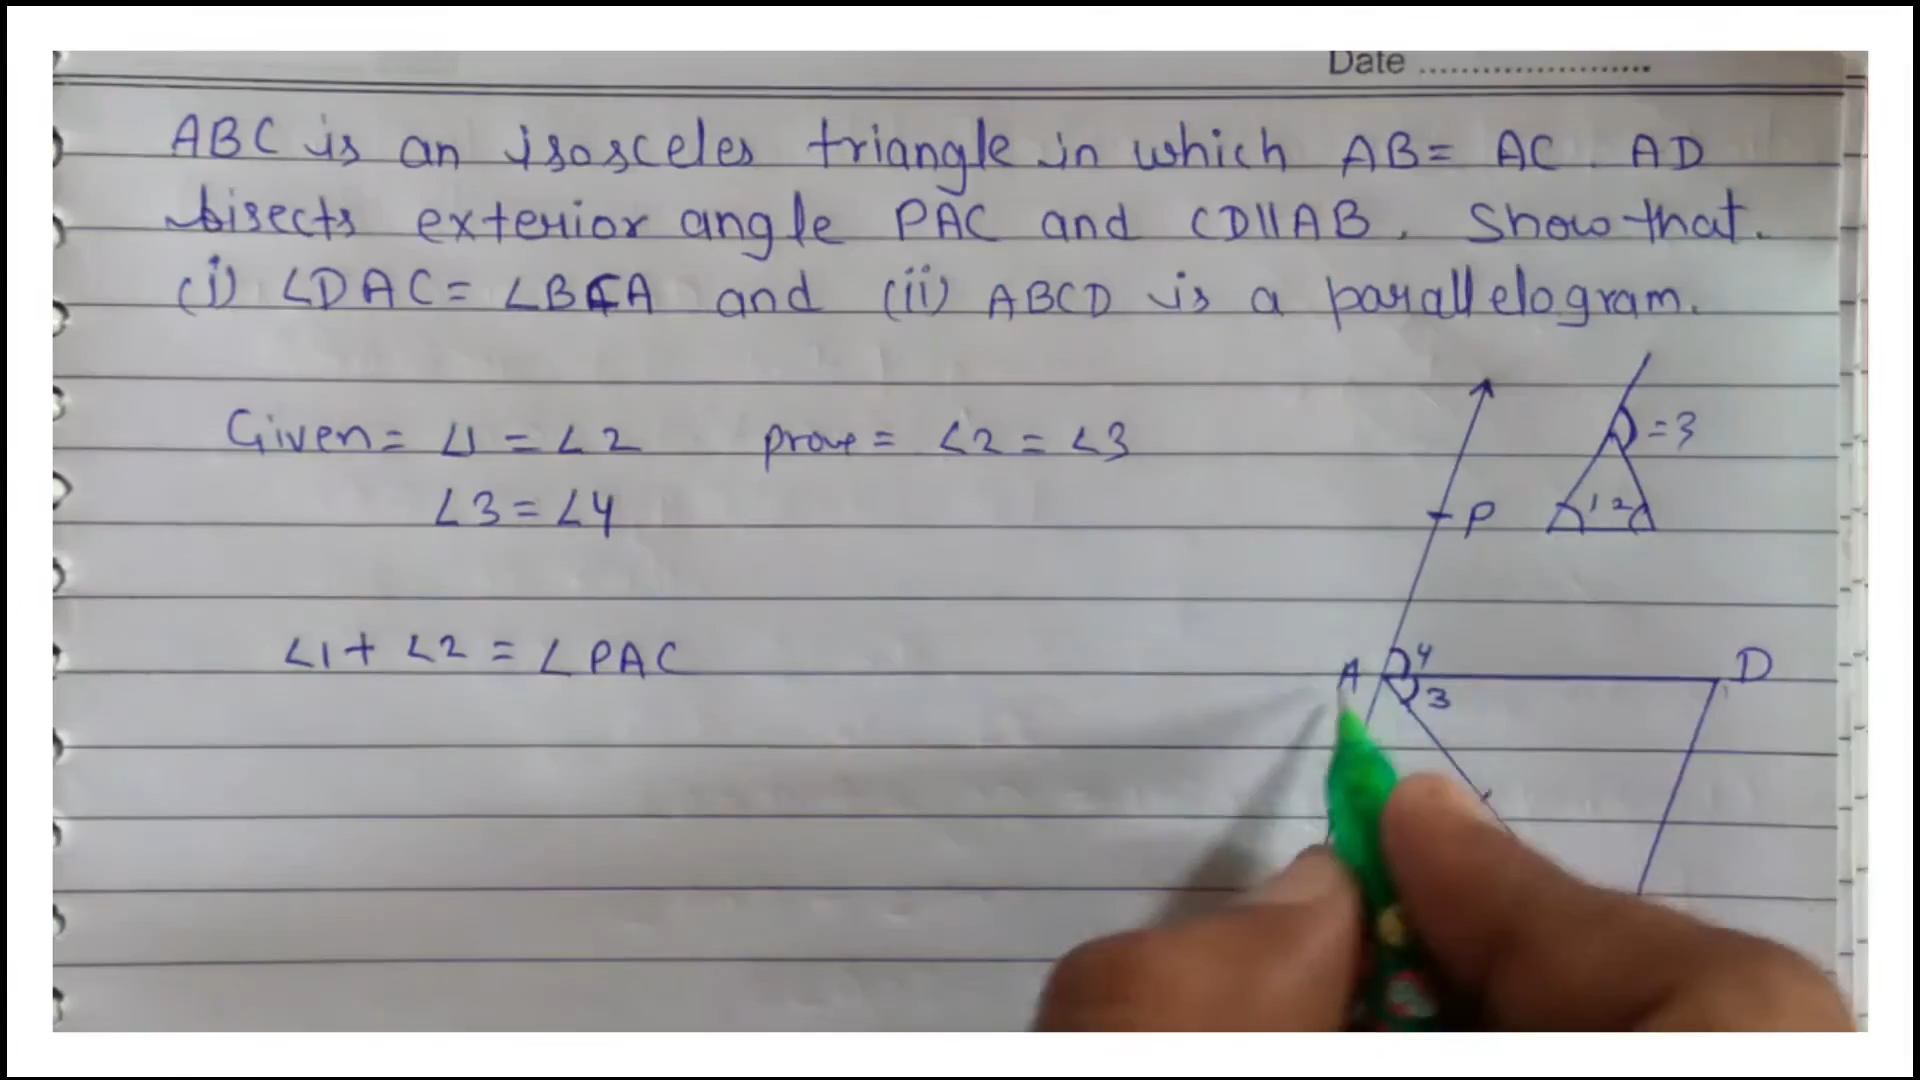 Date ........................
ABC is an isosceles triangle in which AB = AC. AD
bisects exterior angle PAC and CD||AB. Show that.
(i) ∠DAC = ∠BCA and (ii) ABCD is a parallelogram.
Given = ∠1 = ∠2 prove = ∠2 = ∠3
∠3 = ∠4
= 3
1 2
P
∠1 + ∠2 = ∠PAC
A 4 D
3